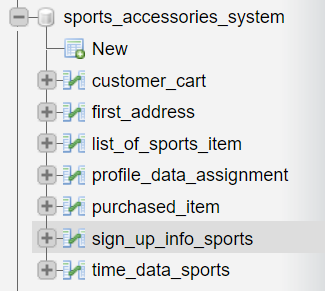 sports_accessories_system
New
customer_cart
first_address
list_of_sports_item
profile_data_assignment
purchased_item
sign_up_info_sports
time_data_sports